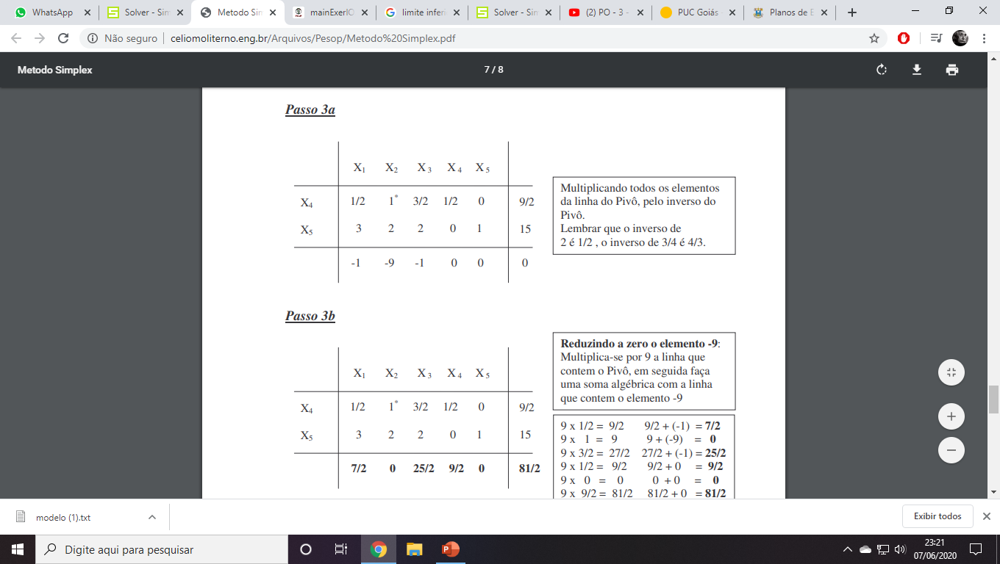 WhatsApp
Solver - Sim
Metodo Sim
mainExerIO
limite inferi
Solver - Sim
(2) PO - 3 -
PUC Goiás -
Planos de E
Não seguro
celiomoliterno.eng.br/Arquivos/Pesop/Metodo%20Simplex.pdf
Metodo Simplex
7 / 8
Passo 3a
X1 X2 X 3 X 4 X 5
X4 1/2 1* 3/2 1/2 0 9/2
X5 3 2 2 0 1 15
-1 -9 -1 0 0 0
Multiplicando todos os elementos
da linha do Pivô, pelo inverso do
Pivô.
Lembrar que o inverso de
2 é 1/2 , o inverso de 3/4 é 4/3.
Passo 3b
X1 X2 X 3 X 4 X 5
X4 1/2 1* 3/2 1/2 0 9/2
X5 3 2 2 0 1 15
7/2 0 25/2 9/2 0 81/2
Reduzindo a zero o elemento -9:
Multiplica-se por 9 a linha que
contem o Pivô, em seguida faça
uma soma algébrica com a linha
que contem o elemento -9
9 x 1/2 = 9/2 9/2 + (-1) = 7/2
9 x 1 = 9 9 + (-9) = 0
9 x 3/2 = 27/2 27/2 + (-1) = 25/2
9 x 1/2 = 9/2 9/2 + 0 = 9/2
9 x 0 = 0 0 + 0 = 0
9 x 9/2 = 81/2 81/2 + 0 = 81/2
modelo (1).txt
Exibir todos
Digite aqui para pesquisar
23:21
07/06/2020